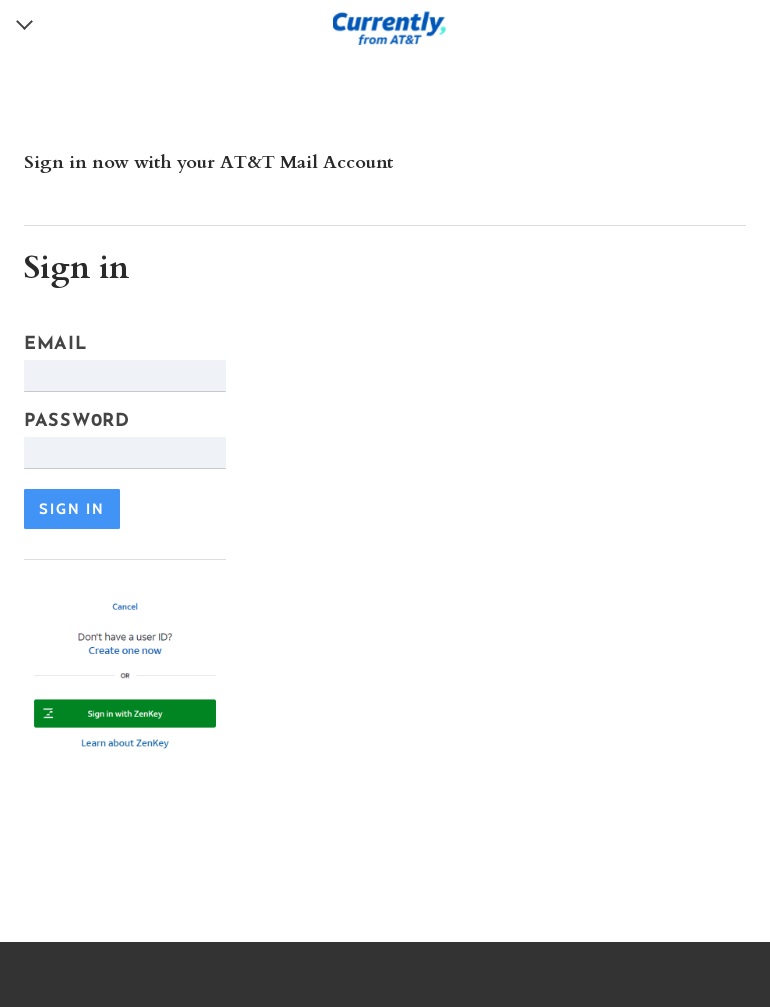 Currently,
from AT&T
Sign in now with your AT&T Mail Account
Sign in
EMAIL
PASSW0RD
SIGN IN
Cancel
Don't have a user ID?
Create one now
OR
Sign in with ZenKey
Learn about ZenKey